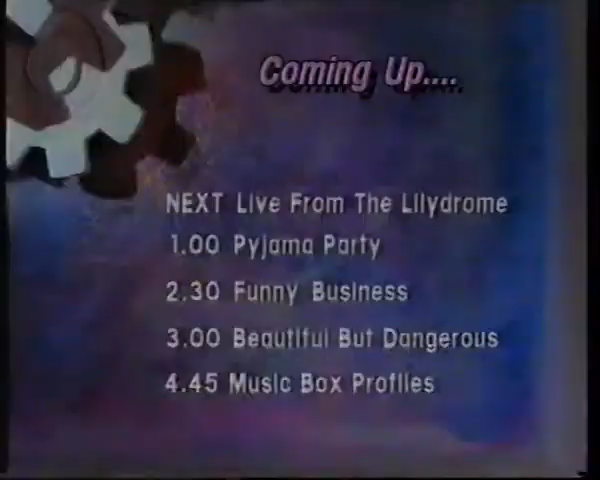 Coming Up....
NEXT Live From The Lilydrome
1.00 Pyjama Party
2.30 Funny Business
3.00 Beautiful But Dangerous
4.45 Music Box Profiles